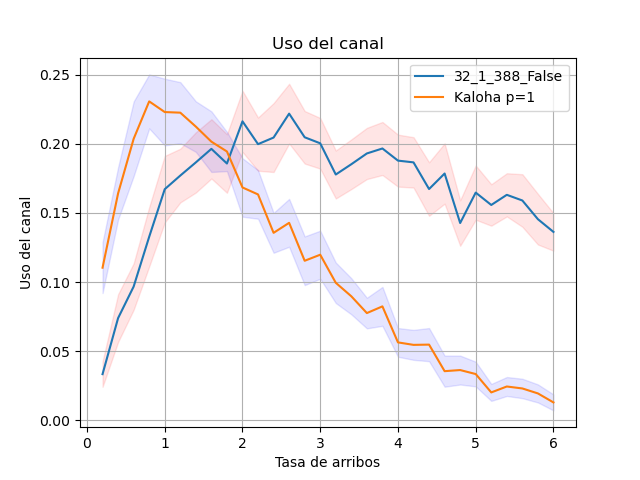 Uso del canal
32_1_388_False
Kaloha p=1
Uso del canal
0.25
0.20
0.15
0.10
0.05
0.00
0 1 2 3 4 5 6
Tasa de arribos